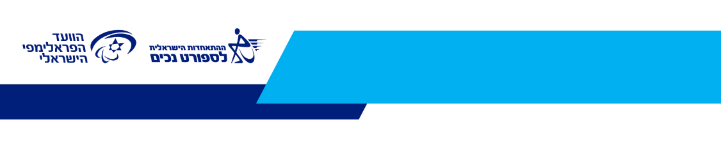 ההתאחדות הישראלית
לספורט נכים
הוועד
הפראלימפי
הישראלי